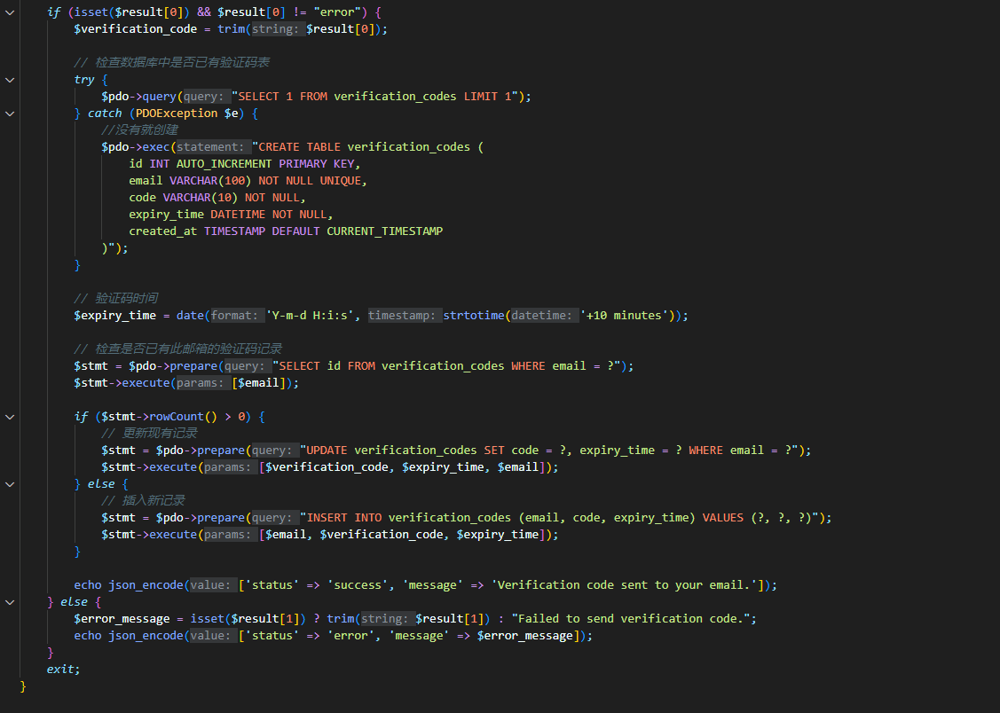 if (isset($result[0]) && $result[0] != "error") {
$verification_code = trim(string: $result[0]);
// 检查数据库中是否已有验证码表
try {
$pdo->query(query: "SELECT 1 FROM verification_codes LIMIT 1");
} catch (PDOException $e) {
//没有就创建
$pdo->exec(statement: "CREATE TABLE verification_codes (
id INT AUTO_INCREMENT PRIMARY KEY,
email VARCHAR(100) NOT NULL UNIQUE,
code VARCHAR(10) NOT NULL,
expiry_time DATETIME NOT NULL,
created_at TIMESTAMP DEFAULT CURRENT_TIMESTAMP
)");
}
// 验证码时间
$expiry_time = date(format: 'Y-m-d H:i:s', timestamp: strtotime(datetime: '+10 minutes'));
// 检查是否已有此邮箱的验证码记录
$stmt = $pdo->prepare(query: "SELECT id FROM verification_codes WHERE email = ?");
$stmt->execute(params: [$email]);
if ($stmt->rowCount() > 0) {
// 更新现有记录
$stmt = $pdo->prepare(query: "UPDATE verification_codes SET code = ?, expiry_time = ? WHERE email = ?");
$stmt->execute(params: [$verification_code, $expiry_time, $email]);
} else {
// 插入新记录
$stmt = $pdo->prepare(query: "INSERT INTO verification_codes (email, code, expiry_time) VALUES (?, ?, ?)");
$stmt->execute(params: [$email, $verification_code, $expiry_time]);
}
echo json_encode(value: ['status' => 'success', 'message' => 'Verification code sent to your email.']);
} else {
$error_message = isset($result[1]) ? trim(string: $result[1]) : "Failed to send verification code.";
echo json_encode(value: ['status' => 'error', 'message' => $error_message]);
}
exit;
}